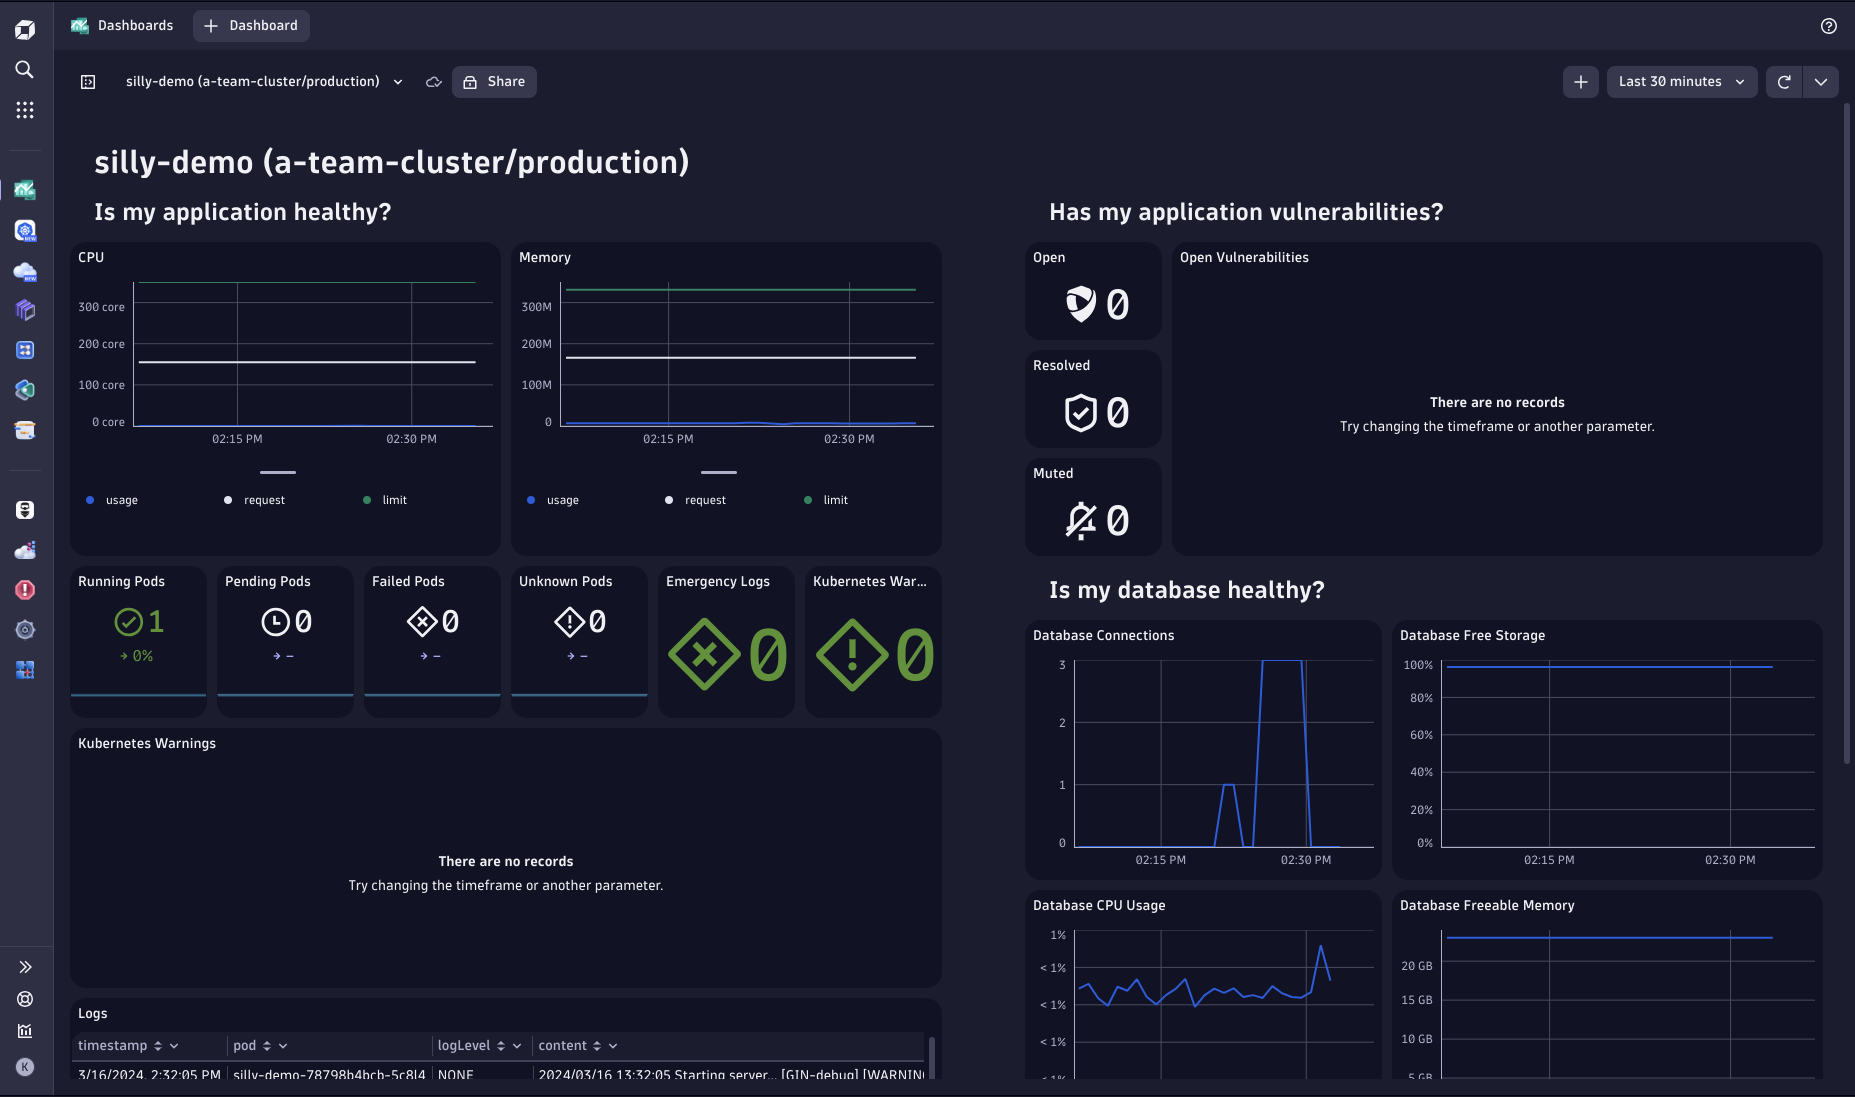 Dashboards
Dashboard
silly-demo (a-team-cluster/production)
Share
Last 30 minutes
silly-demo (a-team-cluster/production)
Is my application healthy?
CPU
300 core
200 core
100 core
0 core
02:15 PM 02:30 PM
usage request limit
Memory
300M
200M
100M
0
02:15 PM 02:30 PM
usage request limit
Running Pods
1
0%
Pending Pods
0
–
Failed Pods
0
–
Unknown Pods
0
–
Emergency Logs
0
Kubernetes War...
0
Kubernetes Warnings
There are no records
Try changing the timeframe or another parameter.
Logs
timestamp pod logLevel content
3/16/2024, 2:32:05 PM silly-demo-78798b4bcb-5c8l4 NONE 2024/03/16 13:32:05 Starting server... [GIN-debug] [WARNIN
Has my application vulnerabilities?
Open
0
Resolved
0
Muted
0
Open Vulnerabilities
There are no records
Try changing the timeframe or another parameter.
Is my database healthy?
Database Connections
3
2
1
0
02:15 PM 02:30 PM
Database Free Storage
100%
80%
60%
40%
20%
0%
02:15 PM 02:30 PM
Database CPU Usage
1%
< 1%
< 1%
< 1%
< 1%
Database Freeable Memory
20 GB
15 GB
10 GB
5 GB
K
NEW
NEW